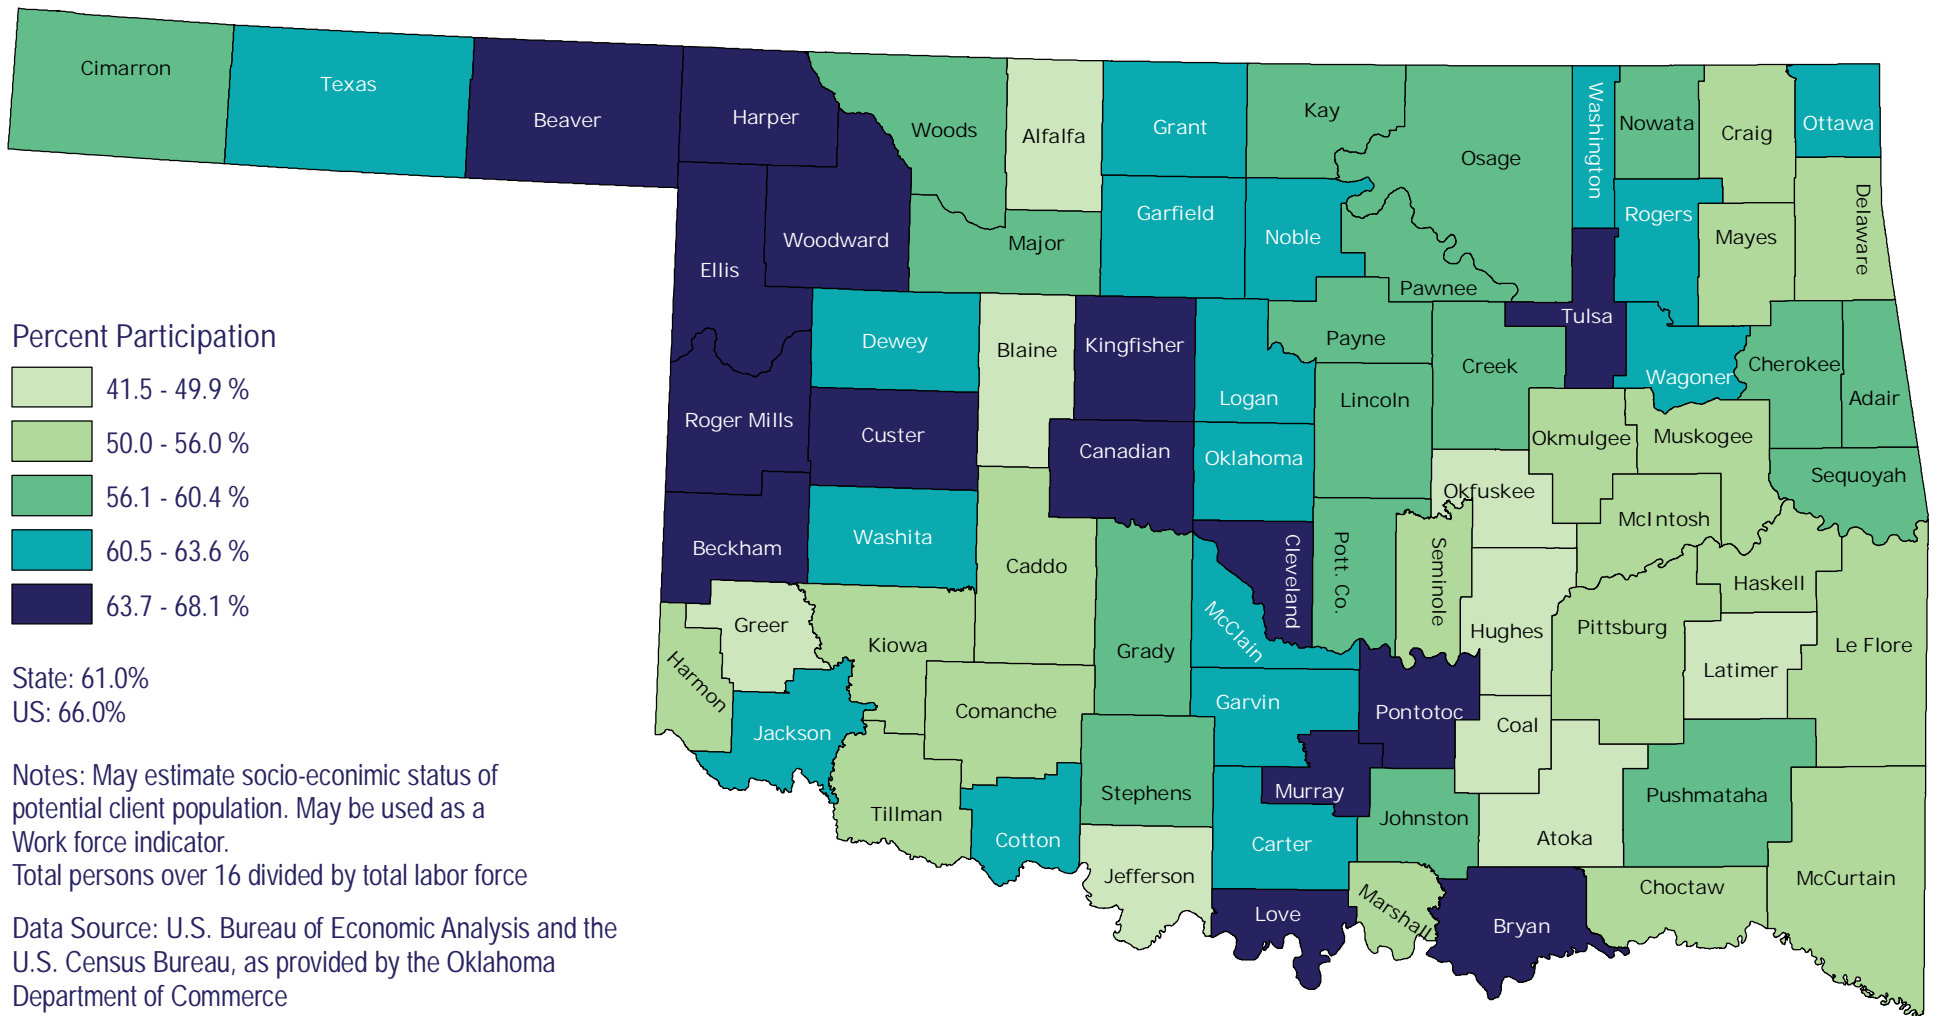 Cimarron
Texas
Beaver
Harper
Woods
Alfalfa
Grant
Kay
Osage
Washington
Nowata
Craig
Ottawa
Delaware
Rogers
Mayes
Woodward
Ellis
Major
Garfield
Noble
Pawnee
Tulsa
Dewey
Blaine
Kingfisher
Logan
Payne
Creek
Wagoner
Cherokee
Adair
Roger Mills
Custer
Canadian
Oklahoma
Lincoln
Okmulgee
Muskogee
Sequoyah
Okfuskee
McIntosh
Beckham
Washita
Caddo
Cleveland
Pott. Co.
Seminole
Haskell
Greer
Kiowa
Grady
McClain
Hughes
Pittsburg
Latimer
Le Flore
Harmon
Jackson
Comanche
Garvin
Pontotoc
Coal
Tillman
Cotton
Stephens
Murray
Johnston
Atoka
Pushmataha
Carter
Jefferson
Love
Marshall
Bryan
Choctaw
McCurtain
Percent Participation
41.5 - 49.9 %
50.0 - 56.0 %
56.1 - 60.4 %
60.5 - 63.6 %
63.7 - 68.1 %
State: 61.0%
US: 66.0%
Notes: May estimate socio-econimic status of
potential client population. May be used as a
Work force indicator.
Total persons over 16 divided by total labor force
Data Source: U.S. Bureau of Economic Analysis and the
U.S. Census Bureau, as provided by the Oklahoma
Department of Commerce